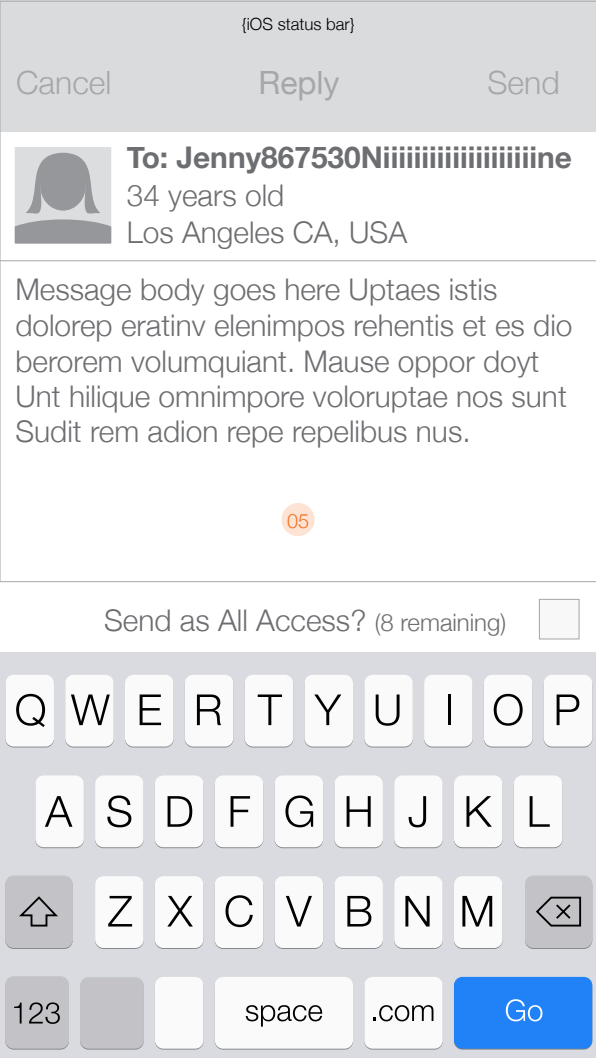 {iOS status bar}
Cancel Reply Send
To: Jenny867530Niiiiiiiiiiiiiiiiiiiine
34 years old
Los Angeles CA, USA
Message body goes here Uptaes istis
dolorep eratinv elenimpos rehentis et es dio
berorem volumquiant. Mause oppor doyt
Unt hilique omnimpore voloruptae nos sunt
Sudit rem adion repe repelibus nus.
05
Send as All Access? (8 remaining)
Q W E R T Y U I O P
A S D F G H J K L
Z X C V B N M
123 space .com Go